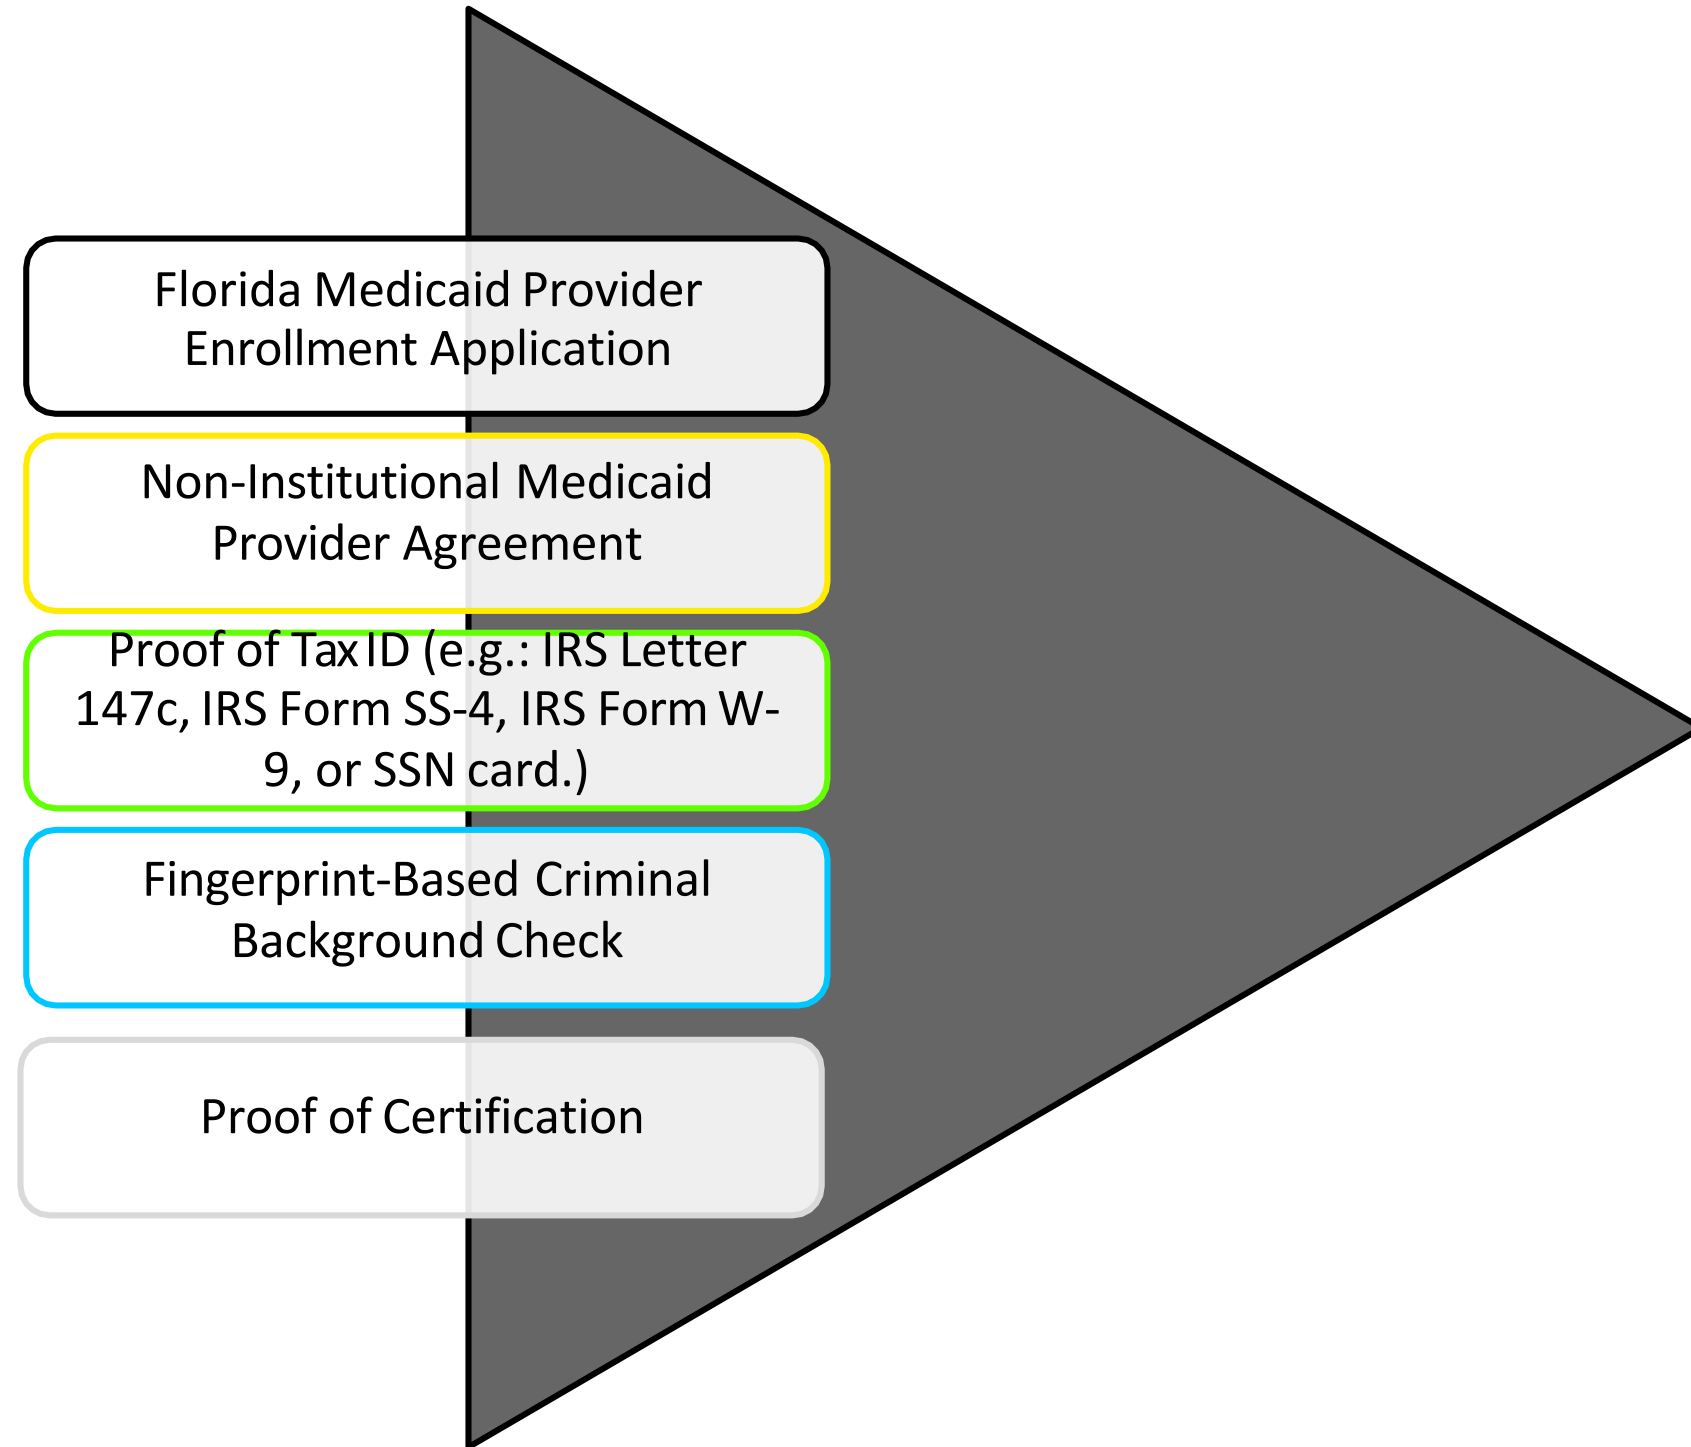 Florida Medicaid Provider
Enrollment Application
Non-Institutional Medicaid
Provider Agreement
Proof of Tax ID (e.g.: IRS Letter
147c, IRS Form SS-4, IRS Form W-
9, or SSN card.)
Fingerprint-Based Criminal
Background Check
Proof of Certification